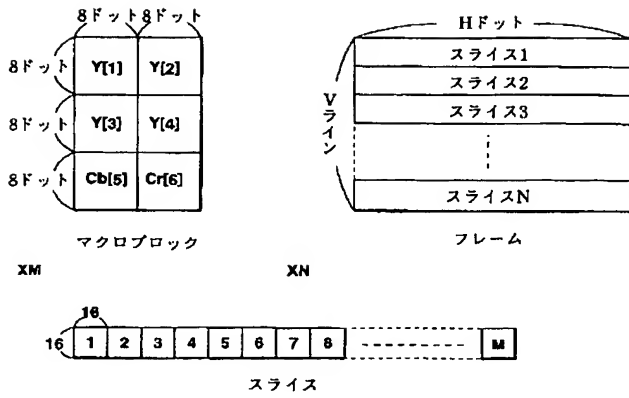 8ドット 8ドット
8ドット Y[1] Y[2]
8ドット Y[3] Y[4]
8ドット Cb[5] Cr[6]
マクロブロック
Hドット
Vライン
スライス1
スライス2
スライス3
スライスN
フレーム
XM
XN
16
16 1 2 3 4 5 6 7 8 M
スライス